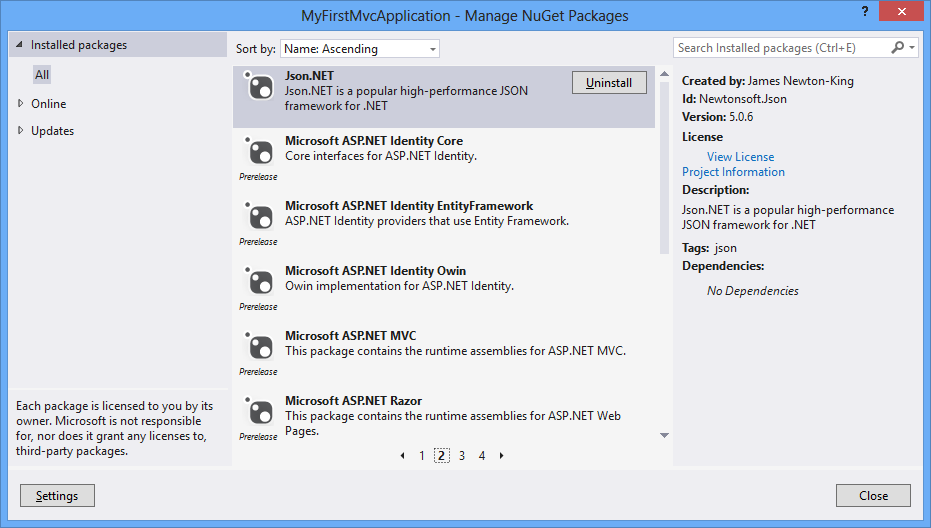 MyFirstMvcApplication - Manage NuGet Packages
?
Installed packages
All
Online
Updates
Each package is licensed to you by its
owner. Microsoft is not responsible
for, nor does it grant any licenses to,
third-party packages.
Sort by: Name: Ascending
Json.NET
Json.NET is a popular high-performance JSON
framework for .NET
Uninstall
Microsoft ASP.NET Identity Core
Core interfaces for ASP.NET Identity.
Prerelease
Microsoft ASP.NET Identity EntityFramework
ASP.NET Identity providers that use Entity Framework.
Prerelease
Microsoft ASP.NET Identity Owin
Owin implementation for ASP.NET Identity.
Prerelease
Microsoft ASP.NET MVC
This package contains the runtime assemblies for ASP.NET MVC.
Prerelease
Microsoft ASP.NET Razor
This package contains the runtime assemblies for ASP.NET Web
Pages.
Prerelease
1 2 3 4
Search Installed packages (Ctrl+E)
Created by: James Newton-King
Id: Newtonsoft.Json
Version: 5.0.6
License
View License
Project Information
Description:
Json.NET is a popular high-performance
JSON framework for .NET
Tags: json
Dependencies:
No Dependencies
Settings
Close